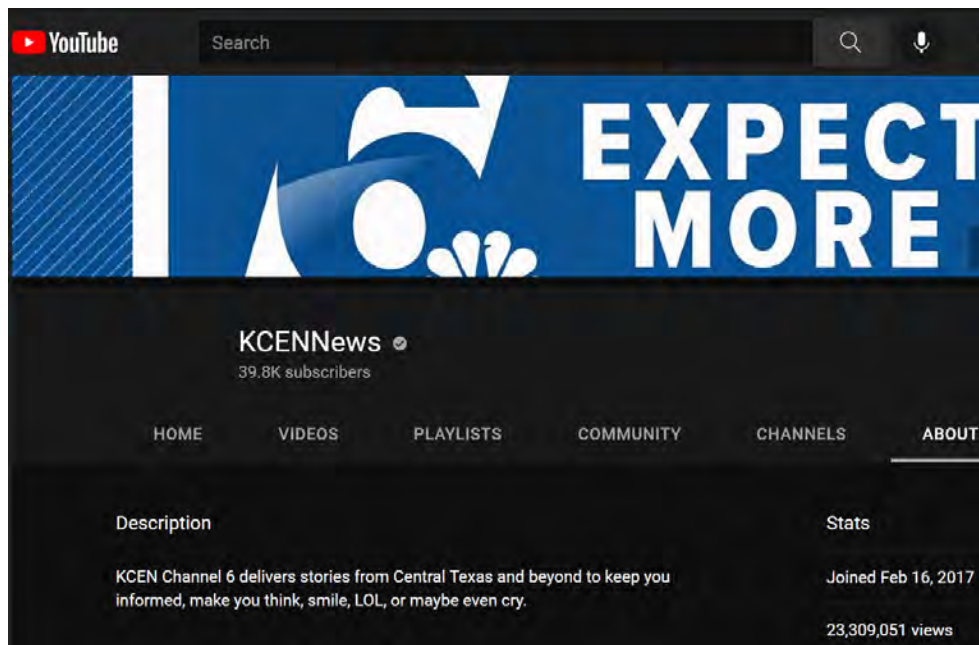 YouTube
Search
6
EXPECT
MORE
KCENNews
39.8K subscribers
HOME VIDEOS PLAYLISTS COMMUNITY CHANNELS ABOUT
Description
KCEN Channel 6 delivers stories from Central Texas and beyond to keep you
informed, make you think, smile, LOL, or maybe even cry.
Stats
Joined Feb 16, 2017
23,309,051 views